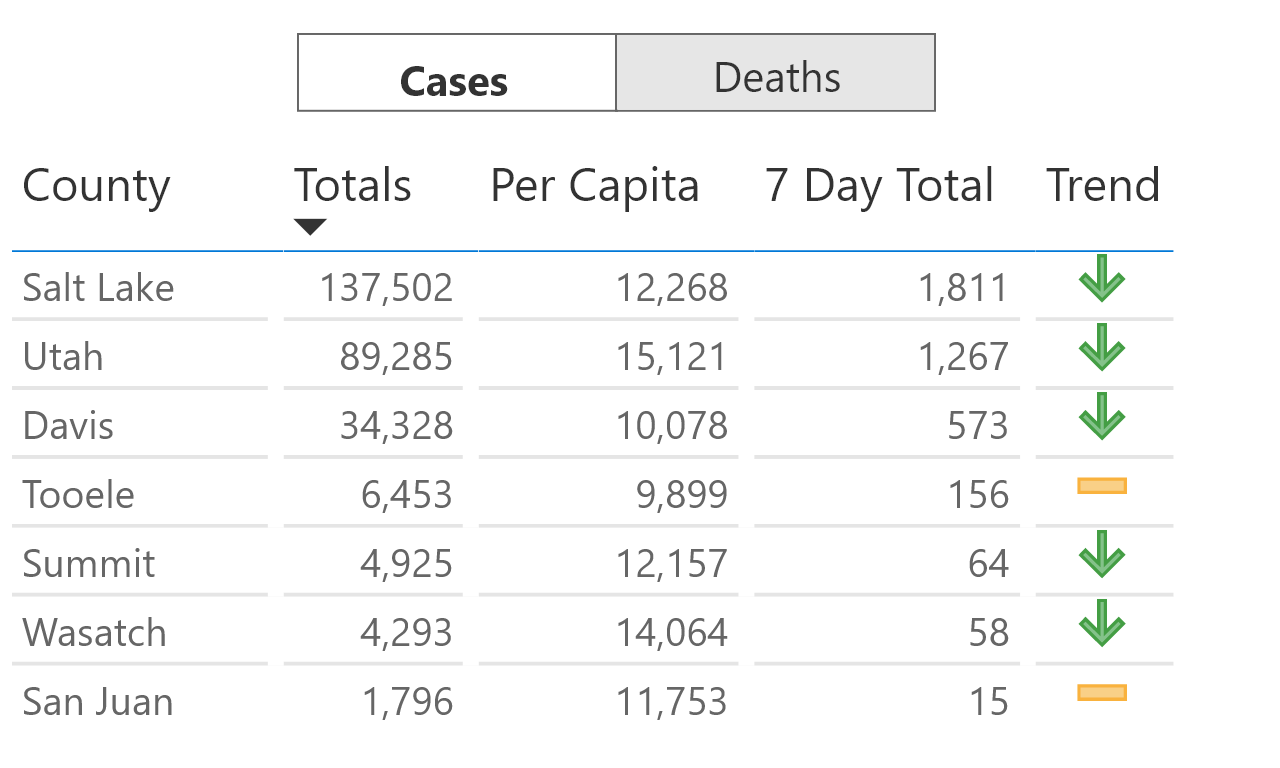 Cases Deaths
County Totals Per Capita 7 Day Total Trend
Salt Lake 137,502 12,268 1,811
Utah 89,285 15,121 1,267
Davis 34,328 10,078 573
Tooele 6,453 9,899 156
Summit 4,925 12,157 64
Wasatch 4,293 14,064 58
San Juan 1,796 11,753 15